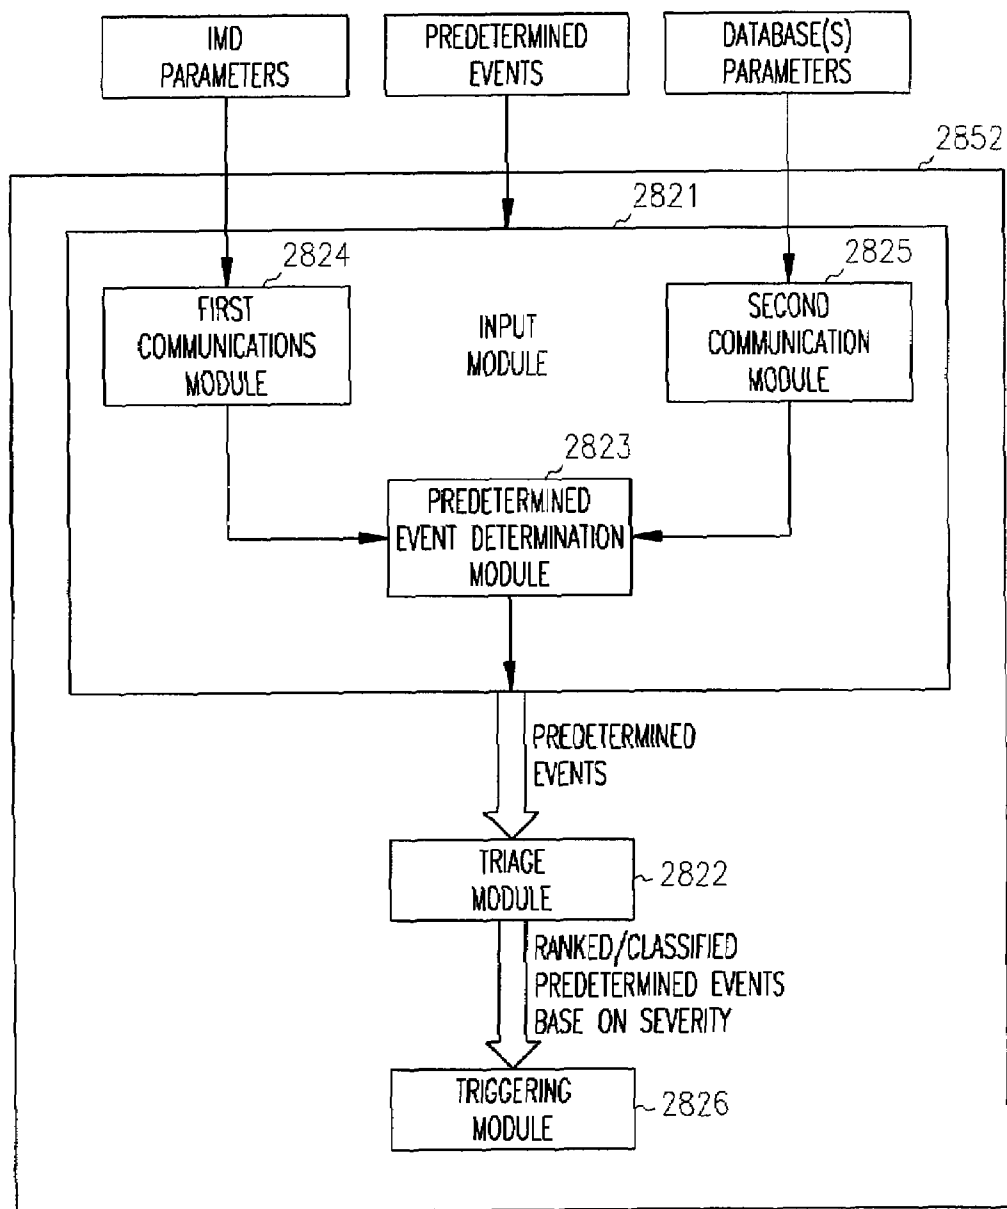 IMD
PARAMETERS
PREDETERMINED
EVENTS
DATABASE(S)
PARAMETERS
2852
2821
2824
FIRST
COMMUNICATIONS
MODULE
INPUT
MODULE
2825
SECOND
COMMUNICATION
MODULE
2823
PREDETERMINED
EVENT DETERMINATION
MODULE
PREDETERMINED
EVENTS
TRIAGE
MODULE
2822
RANKED/CLASSIFIED
PREDETERMINED EVENTS
BASE ON SEVERITY
TRIGGERING
MODULE
2826